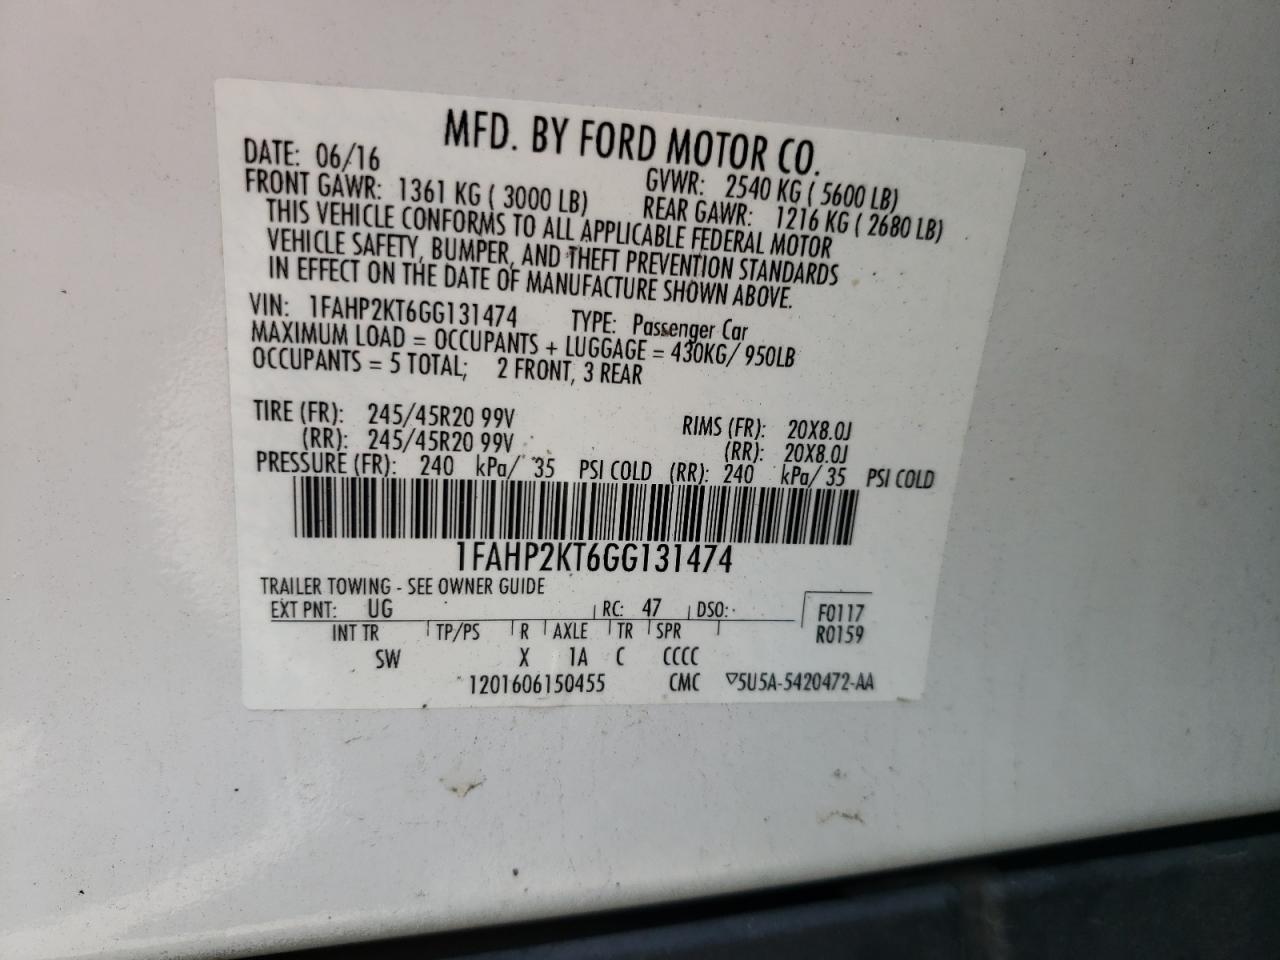 MFD. BY FORD MOTOR CO.
DATE: 06/16 GVWR: 2540 KG ( 5600 LB)
FRONT GAWR: 1361 KG ( 3000 LB) REAR GAWR: 1216 KG ( 2680 LB)
THIS VEHICLE CONFORMS TO ALL APPLICABLE FEDERAL MOTOR
VEHICLE SAFETY, BUMPER, AND THEFT PREVENTION STANDARDS
IN EFFECT ON THE DATE OF MANUFACTURE SHOWN ABOVE.
VIN: 1FAHP2KT6GG131474 TYPE: Passenger Car
MAXIMUM LOAD = OCCUPANTS + LUGGAGE = 430KG/ 950LB
OCCUPANTS = 5 TOTAL; 2 FRONT, 3 REAR
TIRE (FR): 245/45R20 99V RIMS (FR): 20X8.0J
(RR): 245/45R20 99V (RR): 20X8.0J
PRESSURE (FR): 240 kPa/ 35 PSI COLD (RR): 240 kPa/ 35 PSI COLD
1FAHP2KT6GG131474
TRAILER TOWING - SEE OWNER GUIDE
EXT PNT: UG RC: 47 DSO: F0117
INT TR TP/PS R AXLE TR SPR R0159
SW X 1A C CCCC
1201606150455 CMC ▽5U5A-5420472-AA